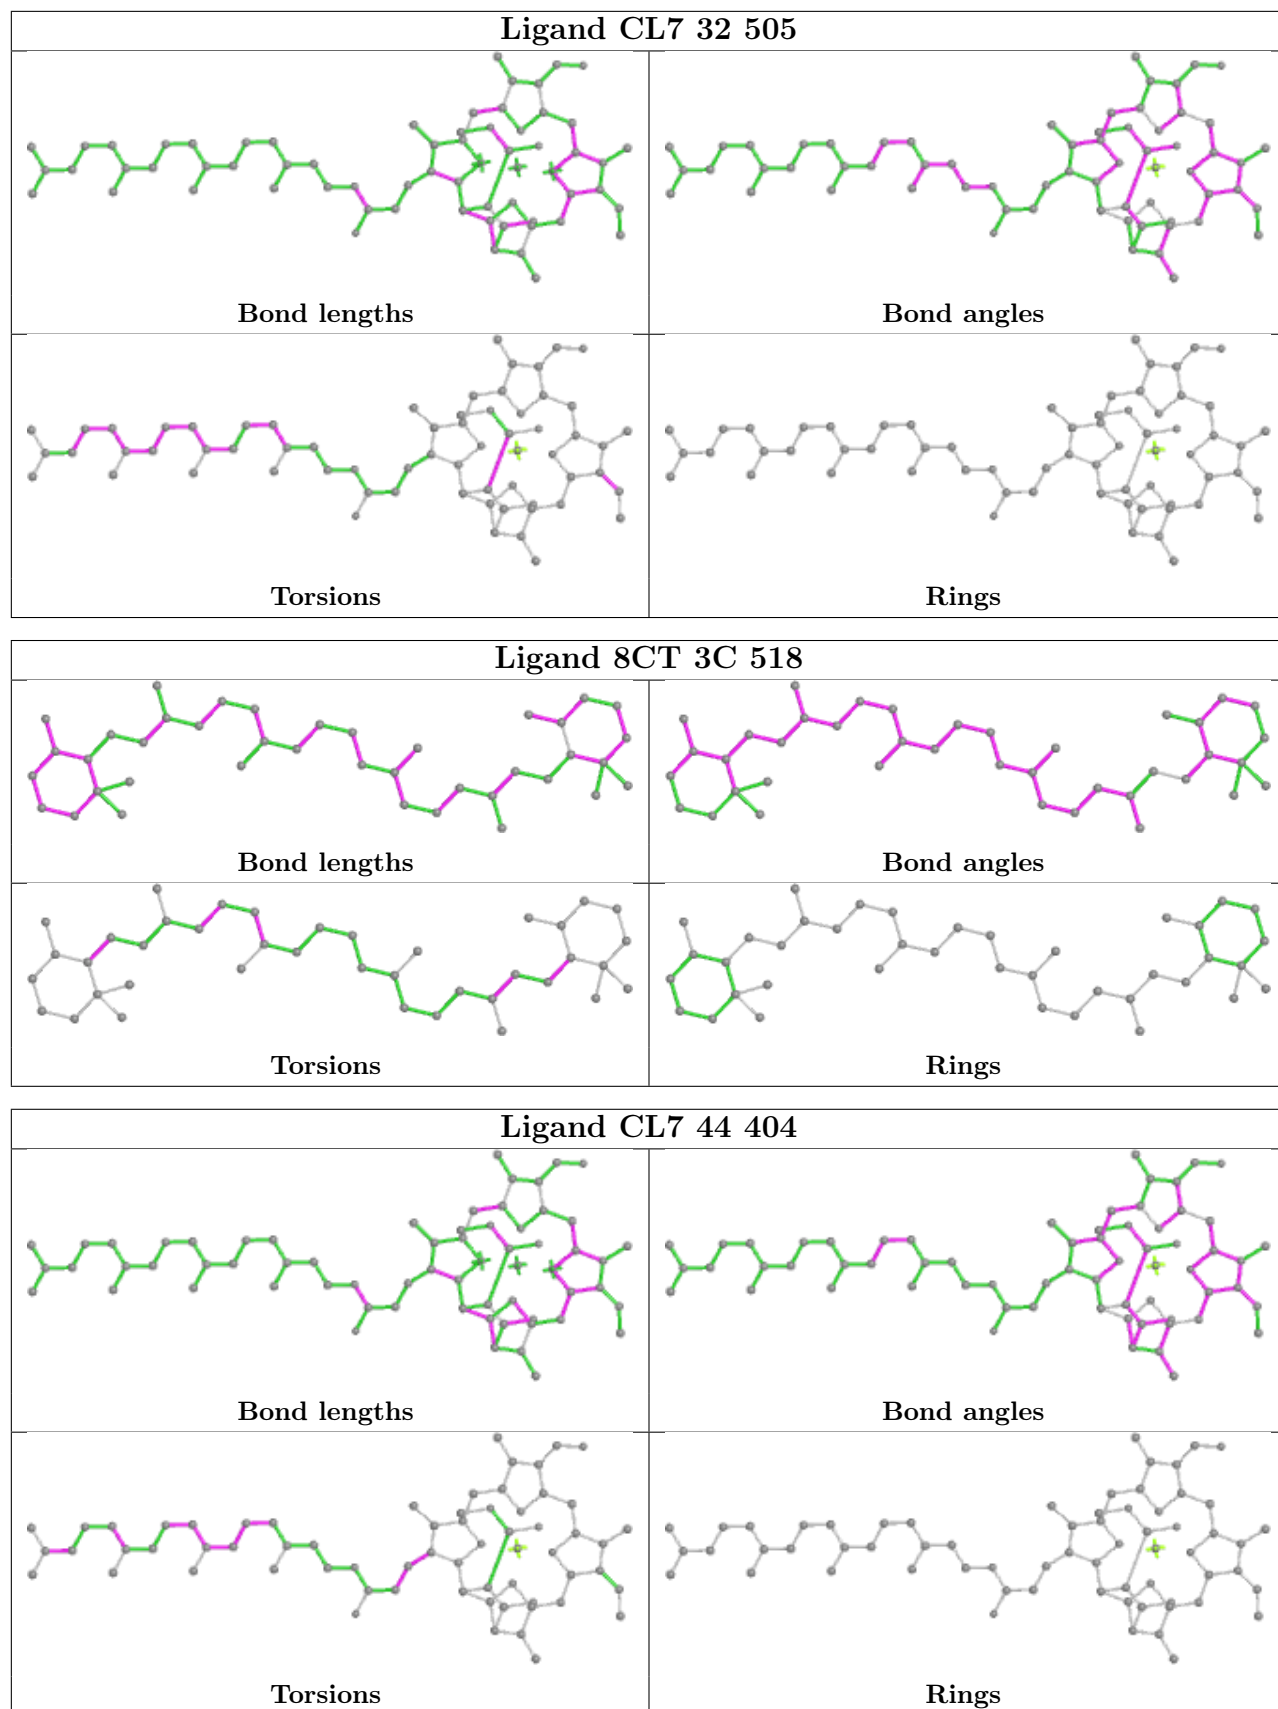 Ligand CL7 32 505
Bond lengths
Bond angles
Torsions
Rings
Ligand 8CT 3C 518
Bond lengths
Bond angles
Torsions
Rings
Ligand CL7 44 404
Bond lengths
Bond angles
Torsions
Rings